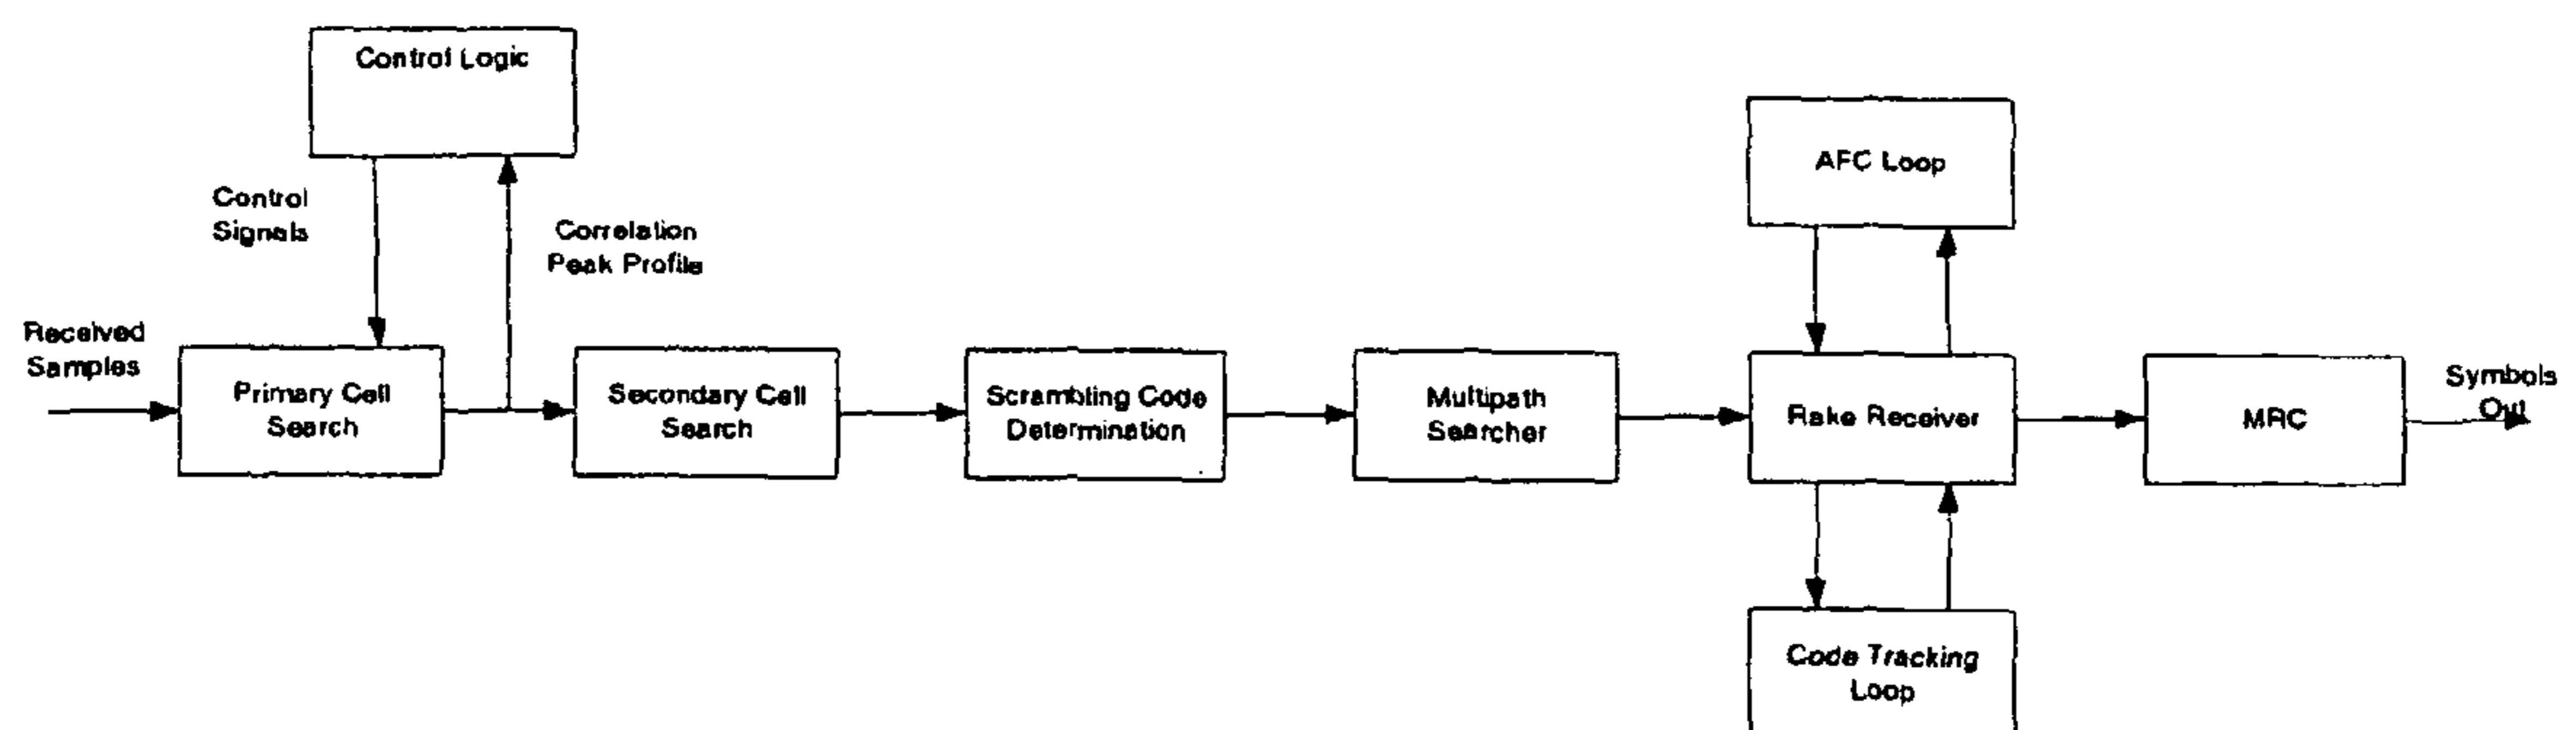 Control Logic
Control
Signals
Correlation
Peak Profile
AFC Loop
Received
Samples
Primary Cell
Search
Secondary Cell
Search
Scrambling Code
Determination
Multipath
Searcher
Rake Receiver
MRC
Symbols
Out
Code Tracking
Loop